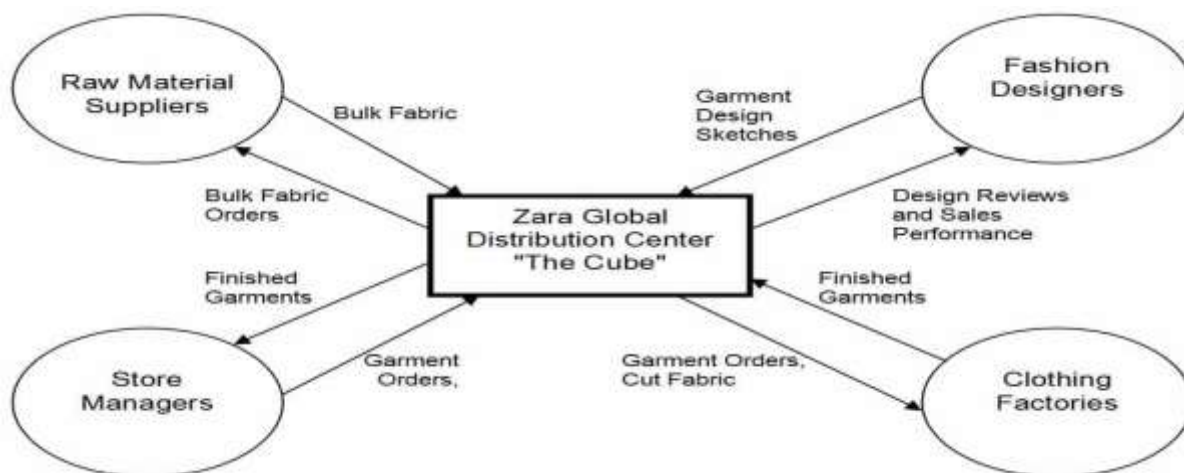 Raw Material
Suppliers
Fashion
Designers
Bulk Fabric
Garment
Design
Sketches
Bulk Fabric
Orders
Zara Global
Distribution Center
"The Cube"
Design Reviews
and Sales
Performance
Finished
Garments
Finished
Garments
Garment
Orders,
Garment Orders,
Cut Fabric
Store
Managers
Clothing
Factories